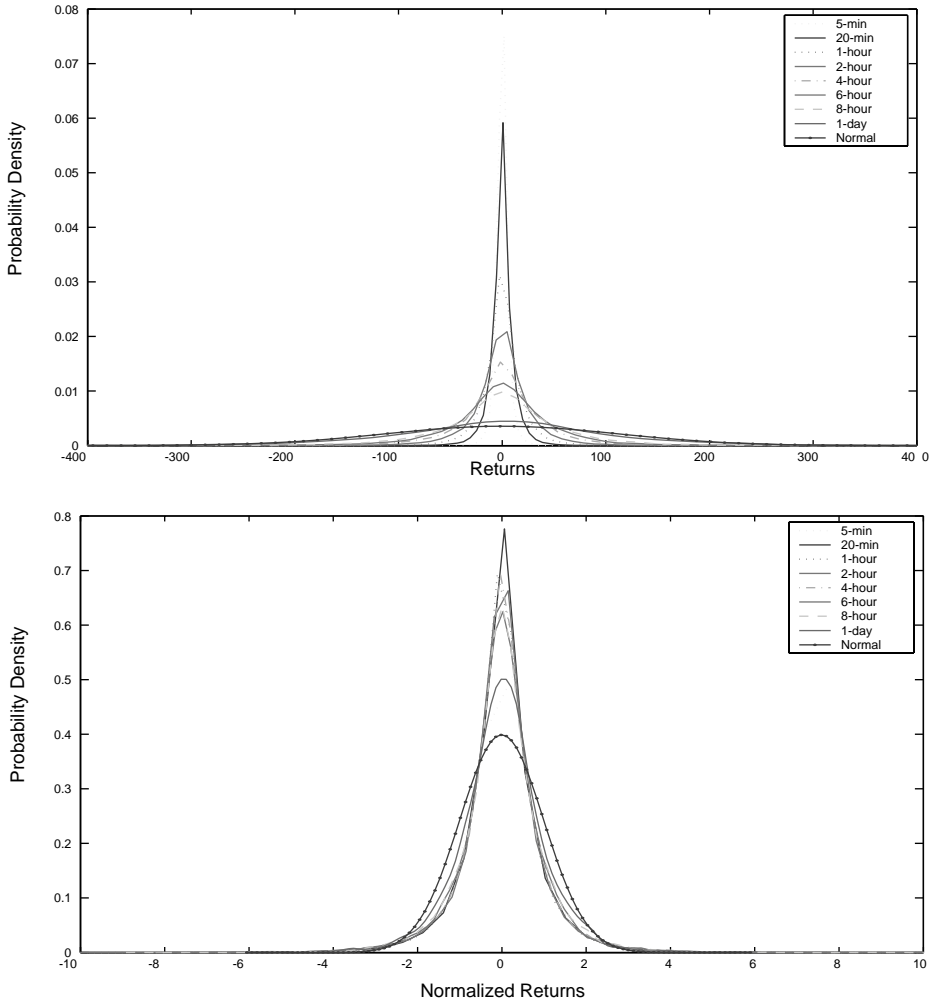 0.08
0.07
0.06
0.05
0.04
0.03
0.02
0.01
0
Probability Density
-400
-300
-200
-100
0
100
200
300
40 0
Returns
5-min
20-min
1-hour
2-hour
4-hour
6-hour
8-hour
1-day
Normal
0.8
0.7
0.6
0.5
0.4
0.3
0.2
0.1
0
Probability Density
-10
-8
-6
-4
-2
0
2
4
6
8
10
Normalized Returns
5-min
20-min
1-hour
2-hour
4-hour
6-hour
8-hour
1-day
Normal